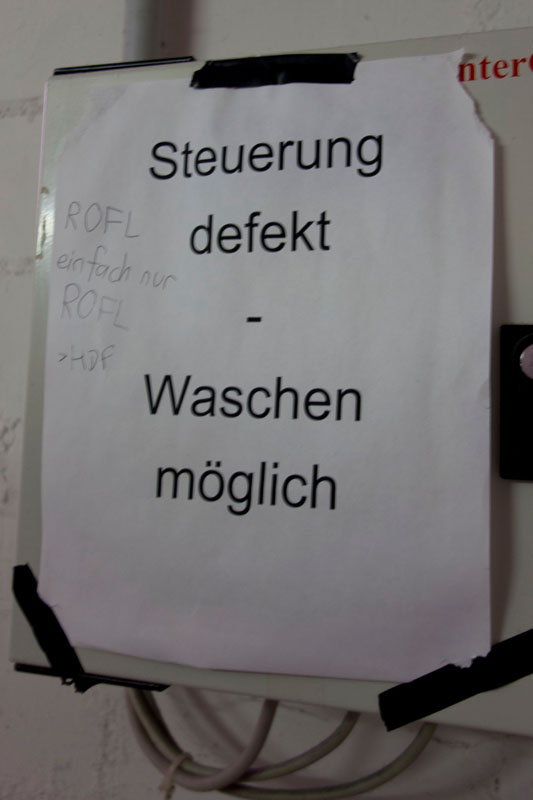 Steuerung
defekt
-
Waschen
möglich
ROFL
einfach nur
ROFL
>HDF